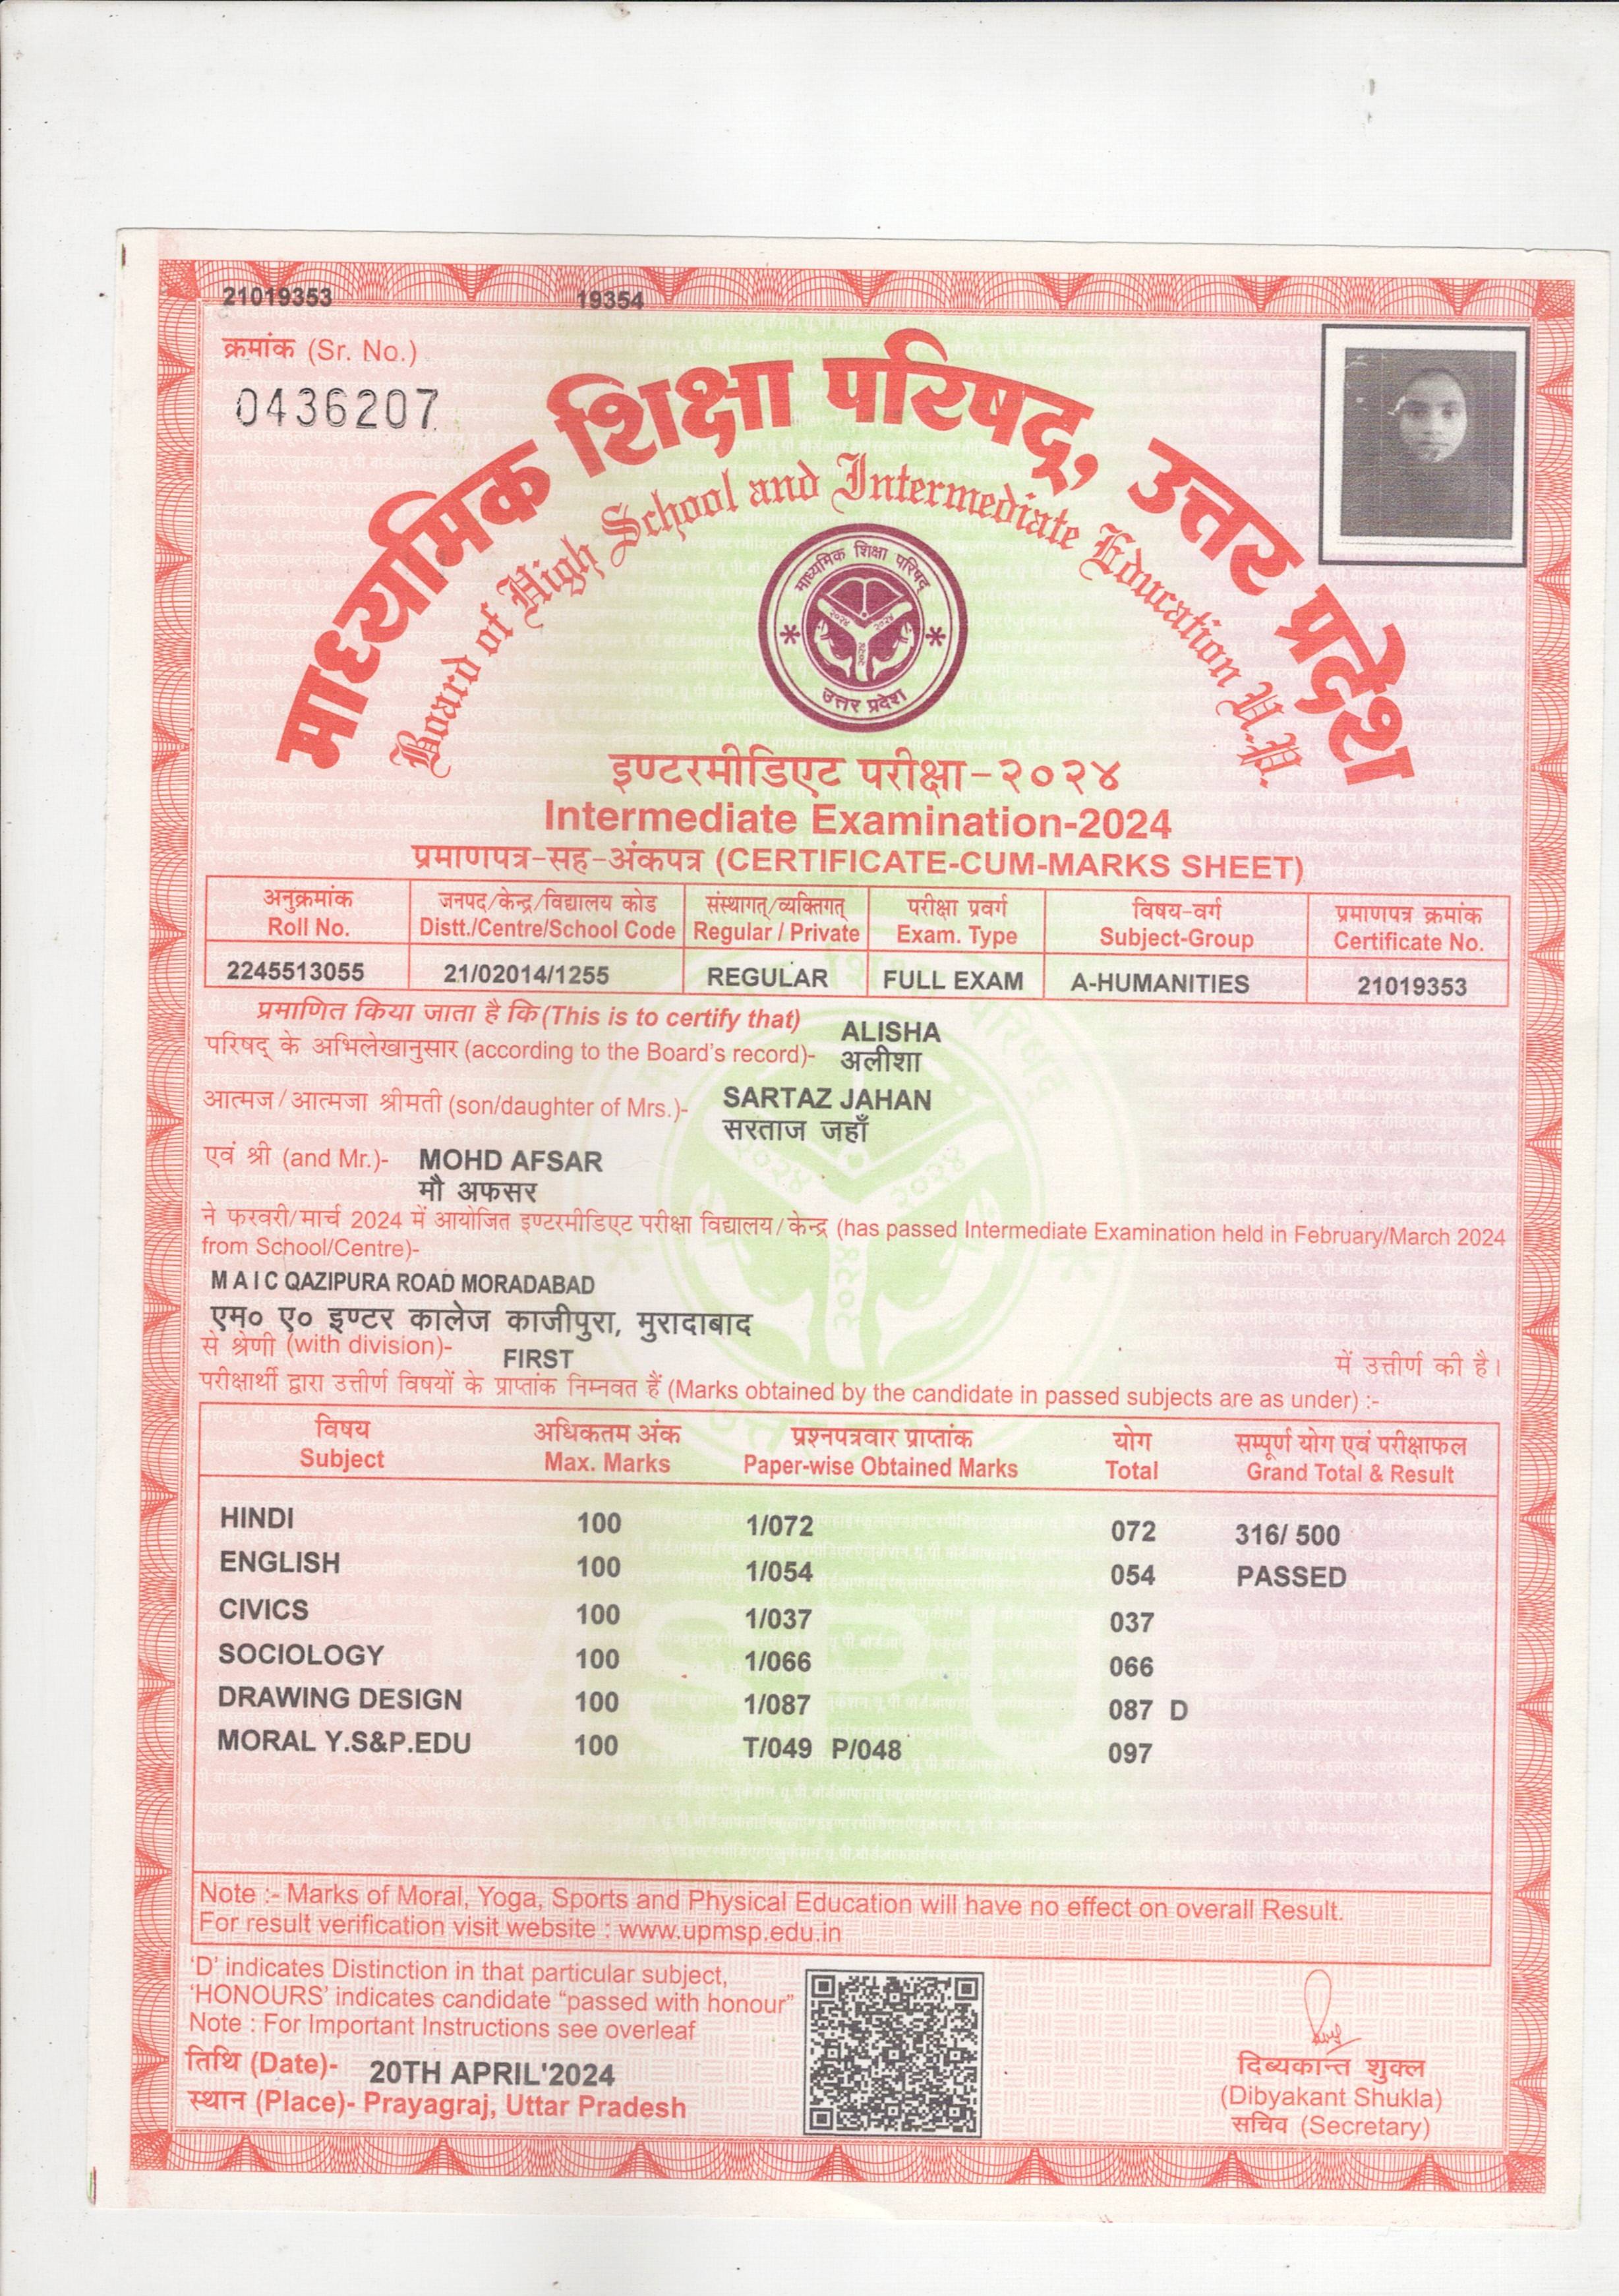 21019353 19354
क्रमांक (Sr. No.)
0436207
माध्यमिक शिक्षा परिषद्, उत्तर प्रदेश
Board of High School and Intermediate Education U.P.
माध्यमिक शिक्षा परिषद्
२०२४ २०२४
२०२४
उत्तर प्रदेश
इण्टरमीडिएट परीक्षा-२०२४
Intermediate Examination-2024
प्रमाणपत्र-सह-अंकपत्र (CERTIFICATE-CUM-MARKS SHEET)
अनुक्रमांक जनपद/केन्द्र/विद्यालय कोड संस्थागत्/व्यक्तिगत् परीक्षा प्रवर्ग विषय-वर्ग प्रमाणपत्र क्रमांक
Roll No. Distt./Centre/School Code Regular / Private Exam. Type Subject-Group Certificate No.
2245513055 21/02014/1255 REGULAR FULL EXAM A-HUMANITIES 21019353
प्रमाणित किया जाता है कि (This is to certify that)
ALISHA
परिषद् के अभिलेखानुसार (according to the Board's record)- अलीशा
आत्मज/आत्मजा श्रीमती (son/daughter of Mrs.)- SARTAZ JAHAN
सरताज जहाँ
एवं श्री (and Mr.)- MOHD AFSAR
मौ अफसर
ने फरवरी/मार्च 2024 में आयोजित इण्टरमीडिएट परीक्षा विद्यालय/केन्द्र (has passed Intermediate Examination held in February/March 2024
from School/Centre)-
M A I C QAZIPURA ROAD MORADABAD
एम० ए० इण्टर कालेज काजीपुरा, मुरादाबाद
से श्रेणी (with division)- FIRST में उत्तीर्ण की है।
परीक्षार्थी द्वारा उत्तीर्ण विषयों के प्राप्तांक निम्नवत हैं (Marks obtained by the candidate in passed subjects are as under) :-
विषय अधिकतम अंक प्रश्नपत्रवार प्राप्तांक योग सम्पूर्ण योग एवं परीक्षाफल
Subject Max. Marks Paper-wise Obtained Marks Total Grand Total & Result
HINDI 100 1/072 072 316/ 500
ENGLISH 100 1/054 054 PASSED
CIVICS 100 1/037 037
SOCIOLOGY 100 1/066 066
DRAWING DESIGN 100 1/087 087 D
MORAL Y.S&P.EDU 100 T/049 P/048 097
Note :- Marks of Moral, Yoga, Sports and Physical Education will have no effect on overall Result.
For result verification visit website : www.upmsp.edu.in
'D' indicates Distinction in that particular subject,
'HONOURS' indicates candidate "passed with honour"
Note : For Important Instructions see overleaf
तिथि (Date)- 20TH APRIL'2024
स्थान (Place)- Prayagraj, Uttar Pradesh
दिब्यकान्त शुक्ल
(Dibyakant Shukla)
सचिव (Secretary)